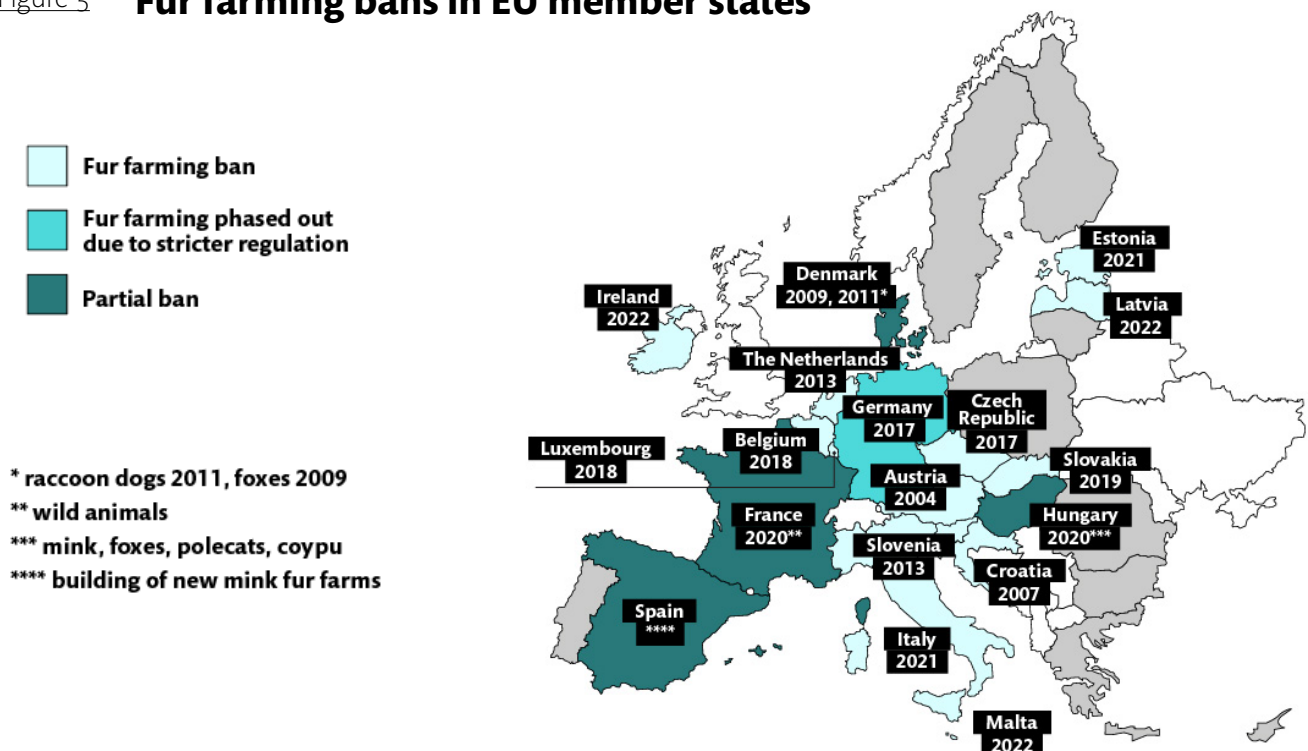 Figure 5
Fur farming bans in EU member states
Fur farming ban
Fur farming phased out
due to stricter regulation
Partial ban
* raccoon dogs 2011, foxes 2009
** wild animals
*** mink, foxes, polecats, coypu
**** building of new mink fur farms
Estonia
2021
Denmark
2009, 2011*
Ireland
2022
Latvia
2022
The Netherlands
2013
Germany
2017
Czech
Republic
2017
Luxembourg
2018
Belgium
2018
Slovakia
2019
Austria
2004
France
2020**
Hungary
2020***
Slovenia
2013
Croatia
2007
Spain
****
Italy
2021
Malta
2022